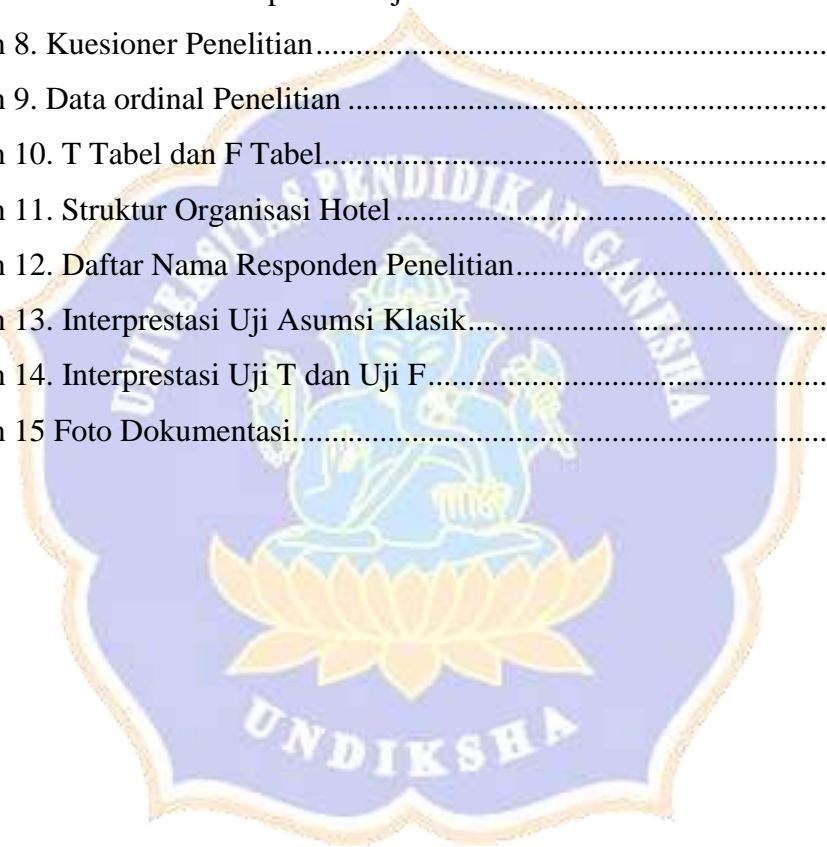 n 8. Kuesioner Penelitian
n 9. Data ordinal Penelitian
n 10. T Tabel dan F Tabel
n 11. Struktur Organisasi Hotel
n 12. Daftar Nama Responden Penelitian
n 13. Interprestasi Uji Asumsi Klasik
n 14. Interprestasi Uji T dan Uji F
n 15 Foto Dokumentasi
UNIVERSITAS PENDIDIKAN GANESHA
UNDIKSHA